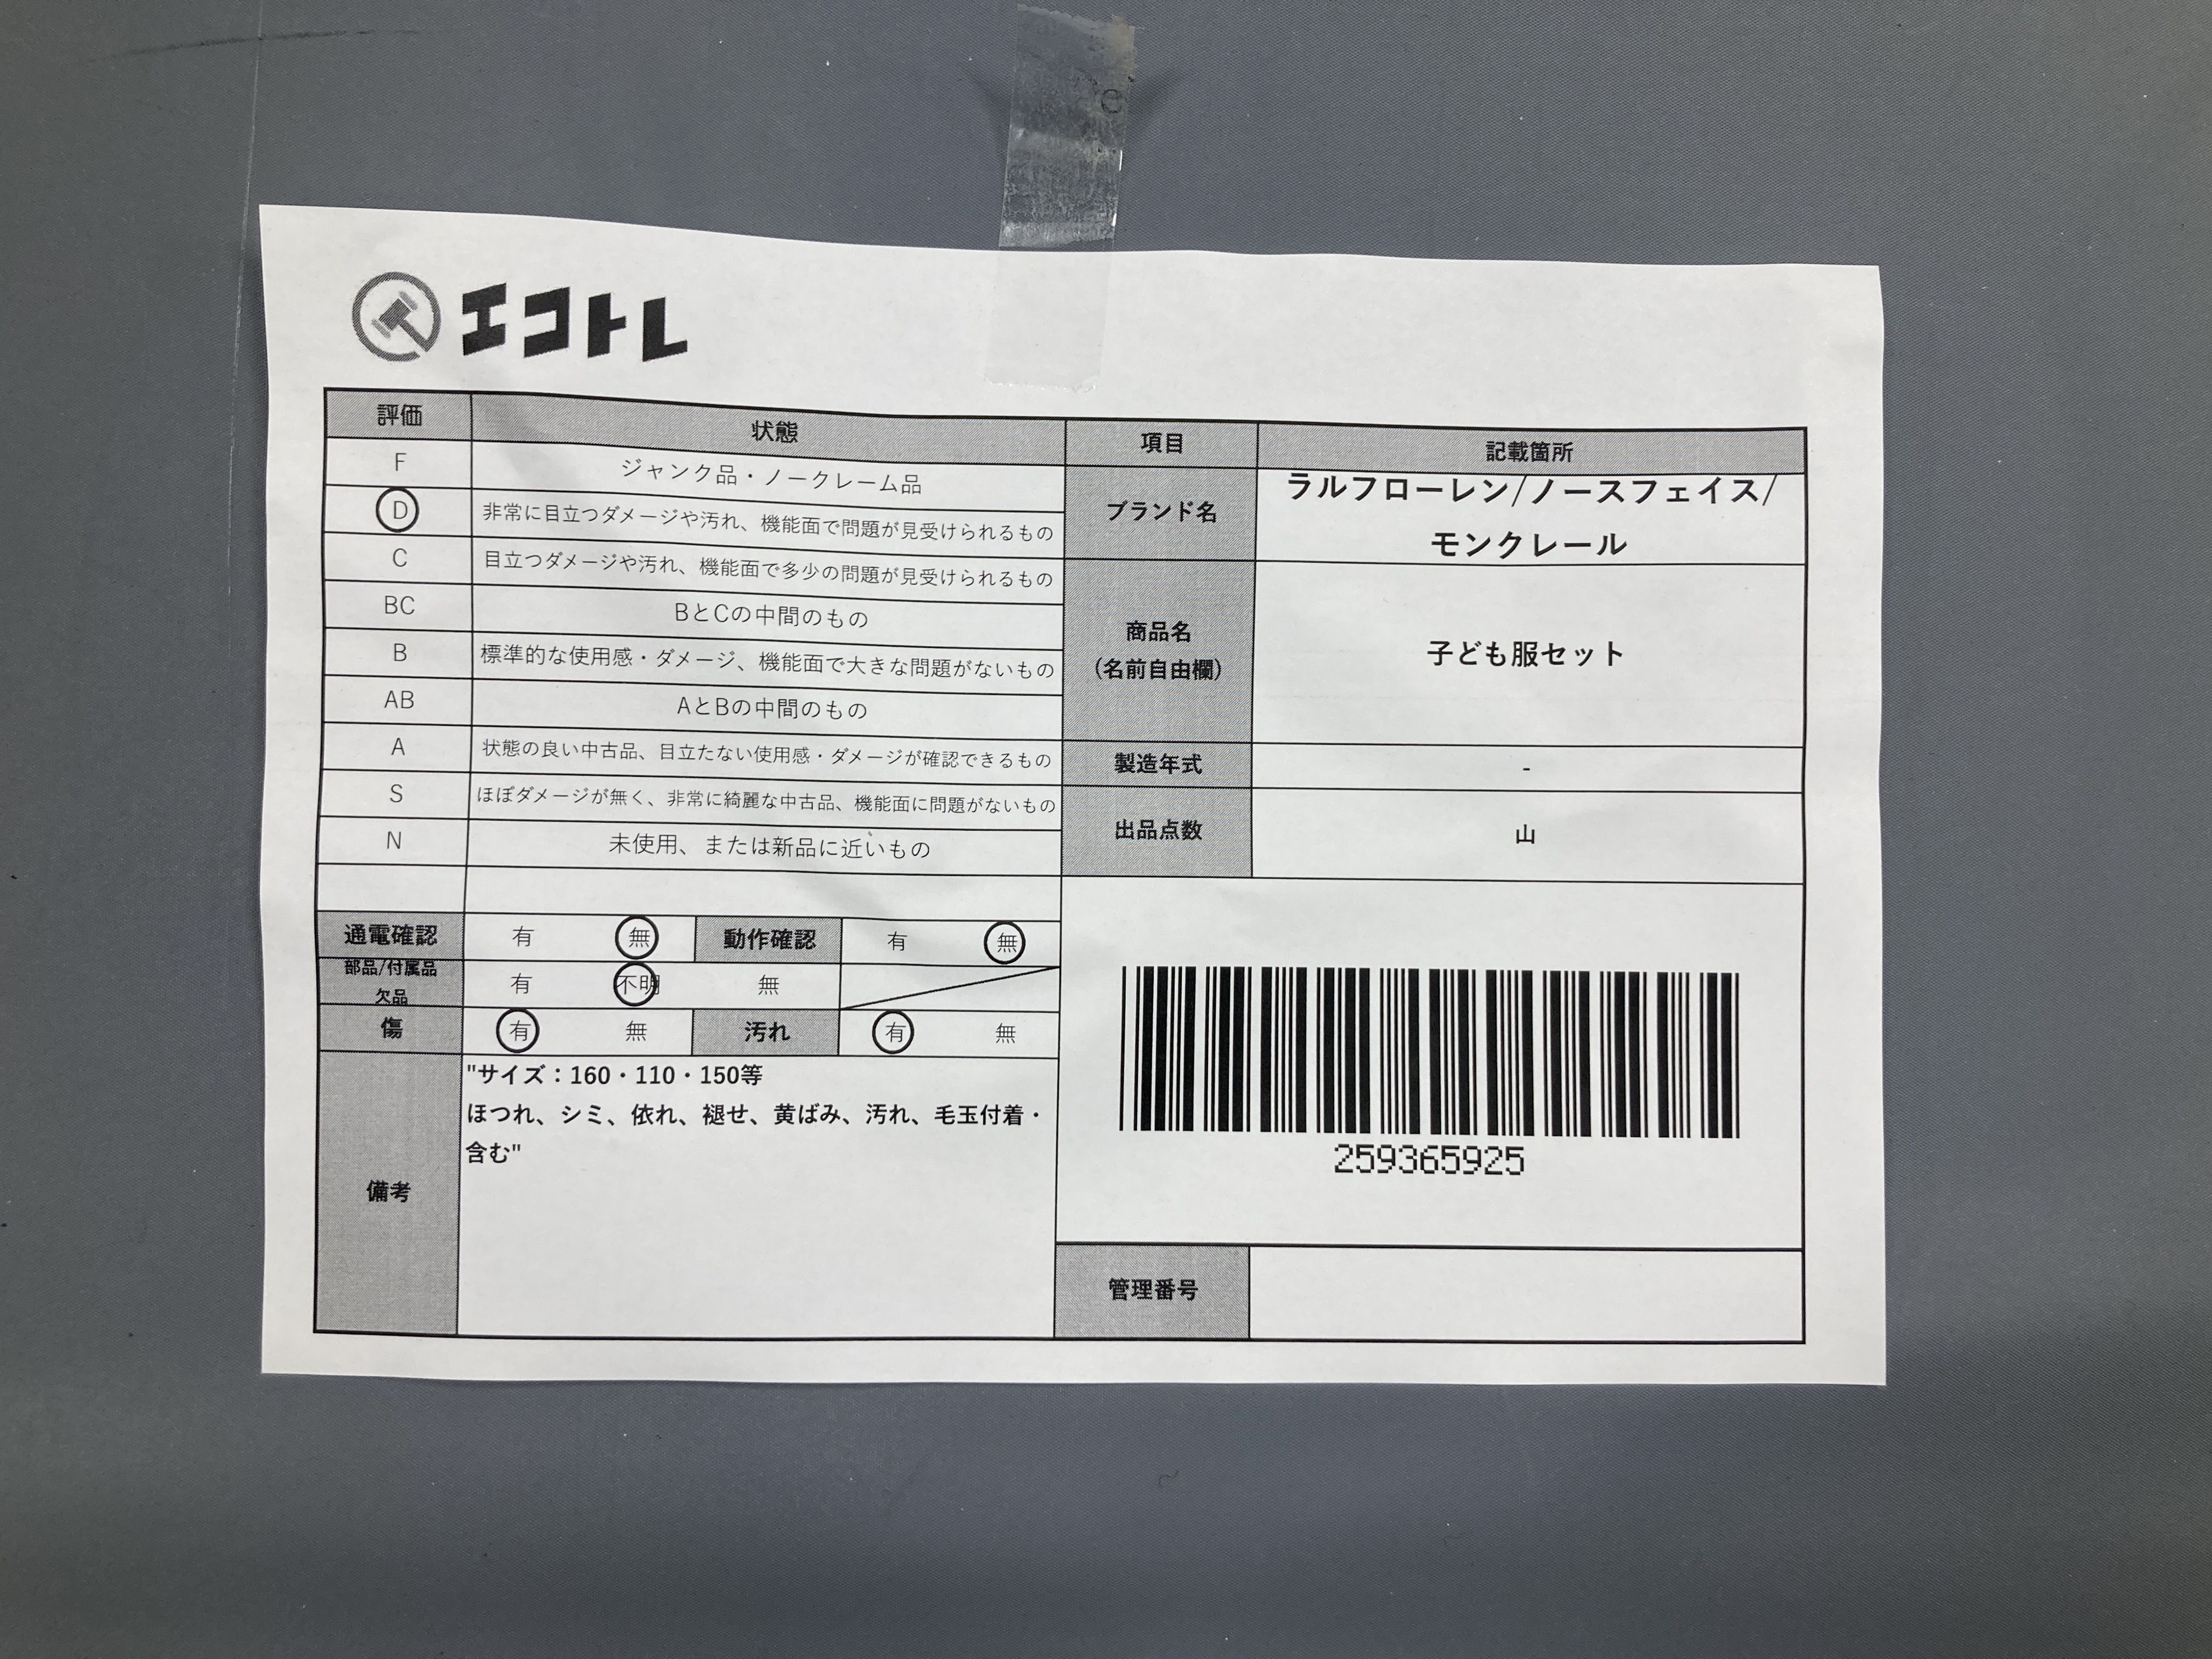 エコトレ
評価 状態
F ジャンク品・ノークレーム品
D 非常に目立つダメージや汚れ、機能面で問題が見受けられるもの
C 目立つダメージや汚れ、機能面で多少の問題が見受けられるもの
BC BとCの中間のもの
B 標準的な使用感・ダメージ、機能面で大きな問題がないもの
AB AとBの中間のもの
A 状態の良い中古品、目立たない使用感・ダメージが確認できるもの
S ほぼダメージが無く、非常に綺麗な中古品、機能面に問題がないもの
N 未使用、または新品に近いもの
通電確認 有 無 動作確認 有 無
部品/付属品
欠品 有 不明 無
傷 有 無 汚れ 有 無
備考
"サイズ：160・110・150等
ほつれ、シミ、依れ、褪せ、黄ばみ、汚れ、毛玉付着・
含む"
項目 記載箇所
ブランド名
ラルフローレン/ノースフェイス/
モンクレール
商品名
（名前自由欄）
子ども服セット
製造年式 -
出品点数 山
259365925
管理番号